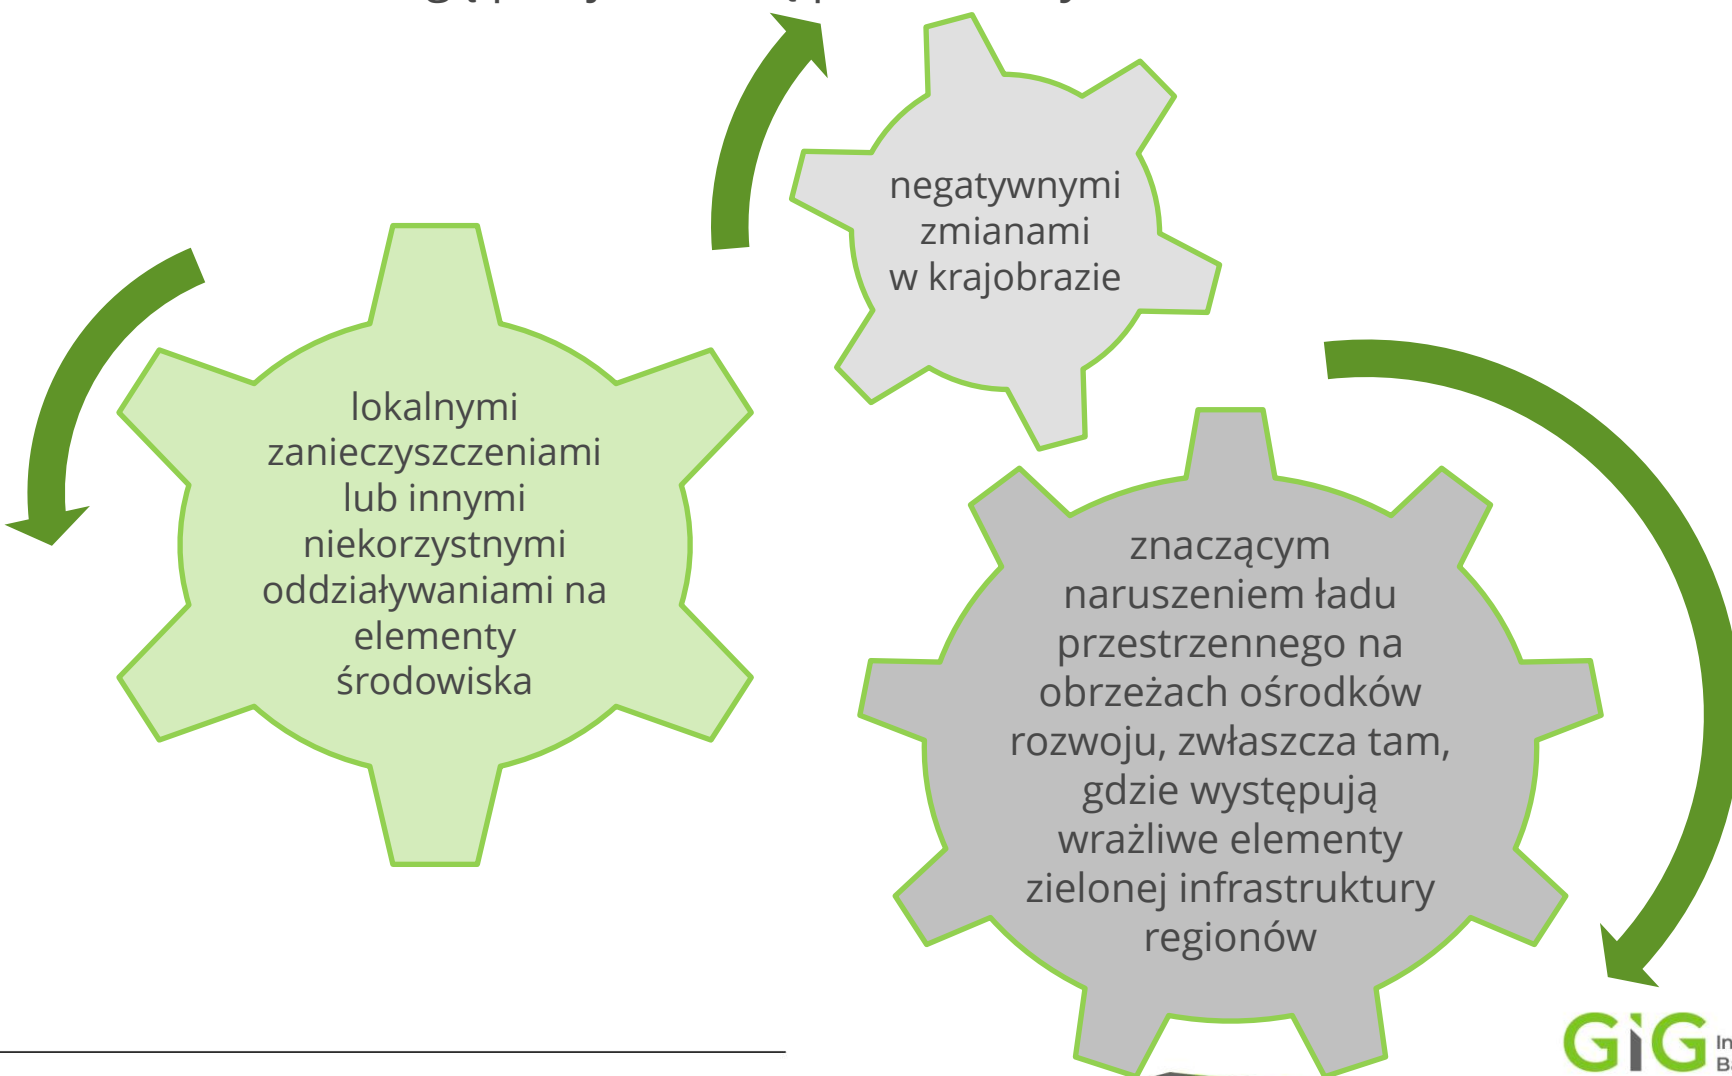 negatywnymi
zmianami
w krajobrazie
lokalnymi
zanieczyszczeniami
lub innymi
niekorzystnymi
oddziaływaniami na
elementy
środowiska
znaczącym
naruszeniem ładu
przestrzennego na
obrzeżach ośrodków
rozwoju, zwłaszcza tam,
gdzie występują
wrażliwe elementy
zielonej infrastruktury
regionów
GiG